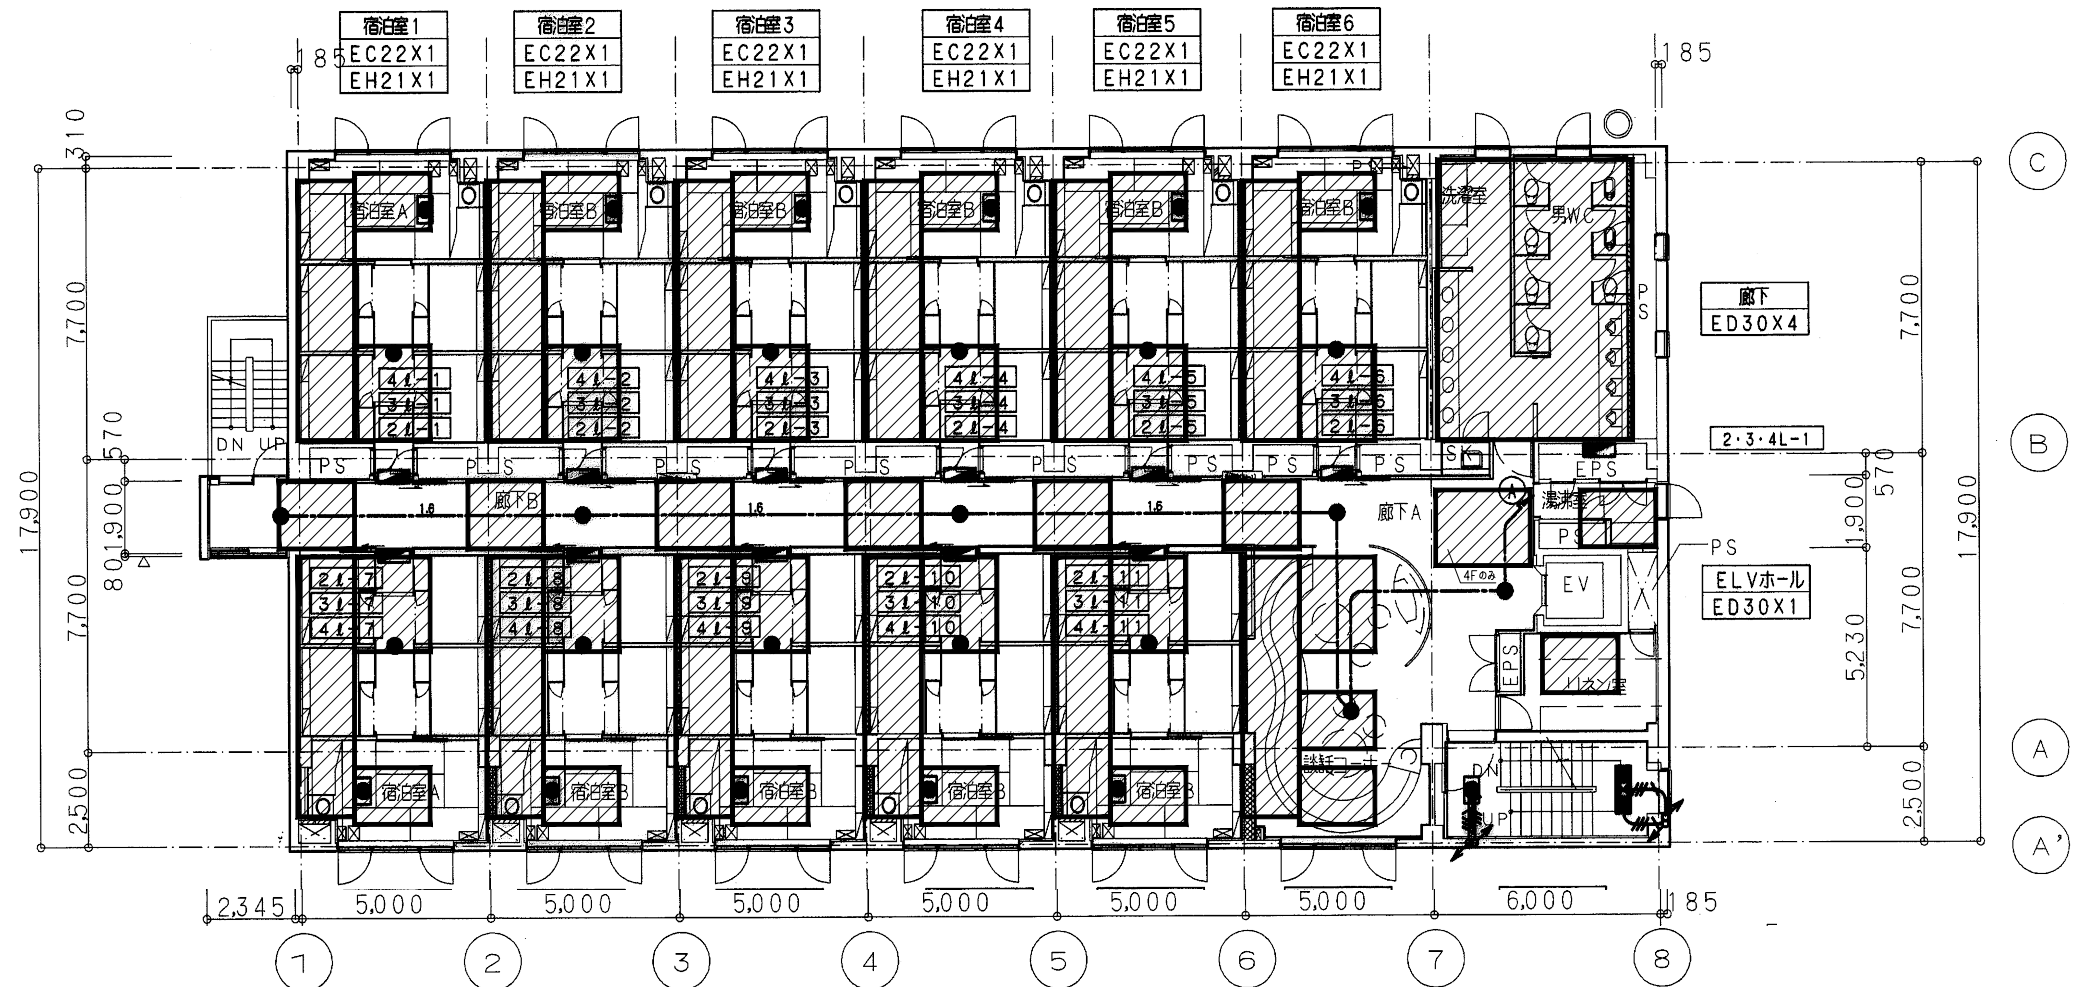 宿泊室1
EC22X1
EH21X1
宿泊室2
EC22X1
EH21X1
宿泊室3
EC22X1
EH21X1
宿泊室4
EC22X1
EH21X1
宿泊室5
EC22X1
EH21X1
宿泊室6
EC22X1
EH21X1
185
185
310
C
宿泊室A
宿泊室B
宿泊室B
宿泊室B
宿泊室B
宿泊室B
洗濯室
男WC
PS
廊下
ED30X4
7,700
7,700
4ℓ-1
3ℓ-1
2ℓ-1
4ℓ-2
3ℓ-2
2ℓ-2
4ℓ-3
3ℓ-3
2ℓ-3
4ℓ-4
3ℓ-4
2ℓ-4
4ℓ-5
3ℓ-5
2ℓ-5
4ℓ-6
3ℓ-6
2ℓ-6
DN UP
570
2・3・4L-1
B
PS
PS
PS
PS
PS
PS
PS
PS
SK
EPS
570
17,900
1,900
80
廊下B
1.6
1.6
1.6
廊下A
A
湯沸室
PS
1,900
17,900
PS
4Fのみ
EV
ELVホール
ED30X1
2ℓ-7
3ℓ-7
4ℓ-7
2ℓ-8
3ℓ-8
4ℓ-8
2ℓ-9
3ℓ-9
4ℓ-9
2ℓ-10
3ℓ-10
4ℓ-10
2ℓ-11
3ℓ-11
4ℓ-11
7,700
5,230
7,700
EPS
リネン室
A
宿泊室A
宿泊室B
宿泊室B
宿泊室B
宿泊室B
談話コーナー
DN
UP
2,500
2,500
A'
2,345
5,000
5,000
5,000
5,000
5,000
5,000
6,000
185
1
2
3
4
5
6
7
8